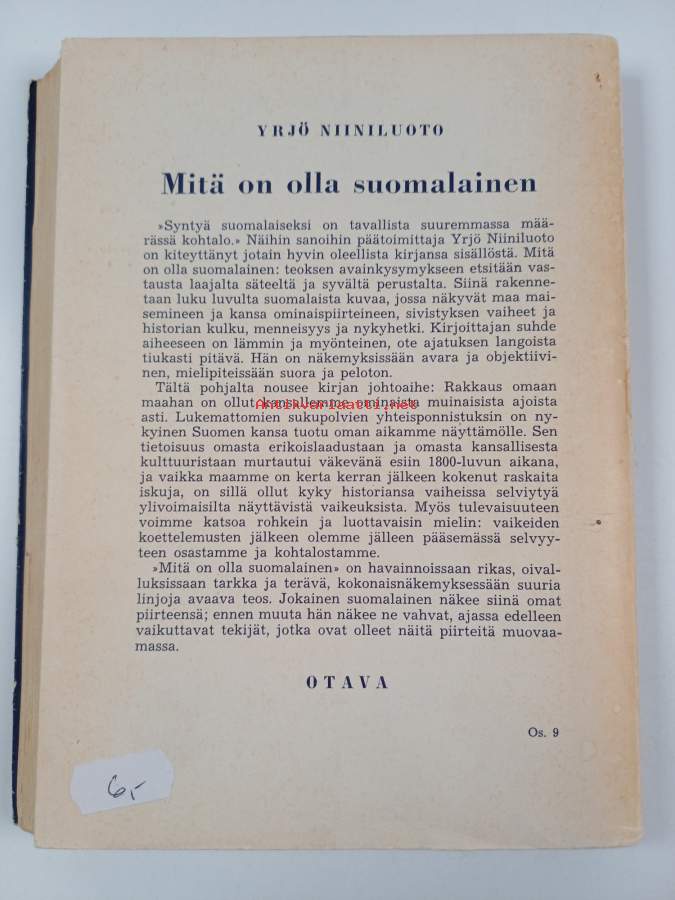 YRJÖ NIINILUOTO
Mitä on olla suomalainen
»Syntyä suomalaiseksi on tavallista suuremmassa mää-
rässä kohtalo.» Näihin sanoihin päätoimittaja Yrjö Niiniluoto
on kiteyttänyt jotain hyvin oleellista kirjansa sisällöstä. Mitä
on olla suomalainen: teoksen avainkysymykseen etsitään vas-
tausta laajalta säteeltä ja syvältä perustalta. Siinä rakenne-
taan luku luvulta suomalaista kuvaa, jossa näkyvät maa mai-
semineen ja kansa ominaispiirteineen, sivistyksen vaiheet ja
historian kulku, menneisyys ja nykyhetki. Kirjoittajan suhde
aiheeseen on lämmin ja myönteinen, ote ajatuksen langoista
tiukasti pitävä. Hän on näkemyksissään avara ja objektiivi-
nen, mielipiteissään suora ja peloton.
Tältä pohjalta nousee kirjan johtoaihe: Rakkaus omaan
maahan on ollut kansallemme ominaista muinaisista ajoista
Antikvariaatti.net
asti. Lukemattomien sukupolvien yhteisponnistuksin on ny-
kyinen Suomen kansa tuotu oman aikamme näyttämölle. Sen
tietoisuus omasta erikoislaadustaan ja omasta kansallisesta
kulttuuristaan murtautui väkevänä esiin 1800-luvun aikana,
ja vaikka maamme on kerta kerran jälkeen kokenut raskaita
iskuja, on sillä ollut kyky historiansa vaiheissa selviytyä
ylivoimaisilta näyttävistä vaikeuksista. Myös tulevaisuuteen
voimme katsoa rohkein ja luottavaisin mielin: vaikeiden
koettelemusten jälkeen olemme jälleen pääsemässä selvyy-
teen osastamme ja kohtalostamme.
»Mitä on olla suomalainen» on havainnoissaan rikas, oival-
luksissaan tarkka ja terävä, kokonaisnäkemyksessään suuria
linjoja avaava teos. Jokainen suomalainen näkee siinä omat
piirteensä; ennen muuta hän näkee ne vahvat, ajassa edelleen
vaikuttavat tekijät, jotka ovat olleet näitä piirteitä muovaa-
massa.
OTAVA
Os. 9
6,-